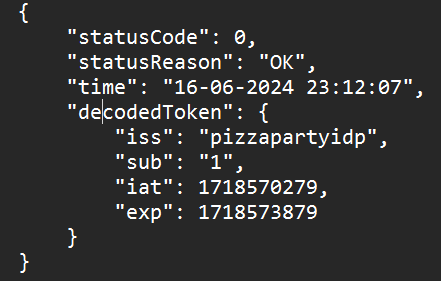 {
    "statusCode": 0,
    "statusReason": "OK",
    "time": "16-06-2024 23:12:07",
    "decodedToken": {
        "iss": "pizzapartyidp",
        "sub": "1",
        "iat": 1718570279,
        "exp": 1718573879
    }
}